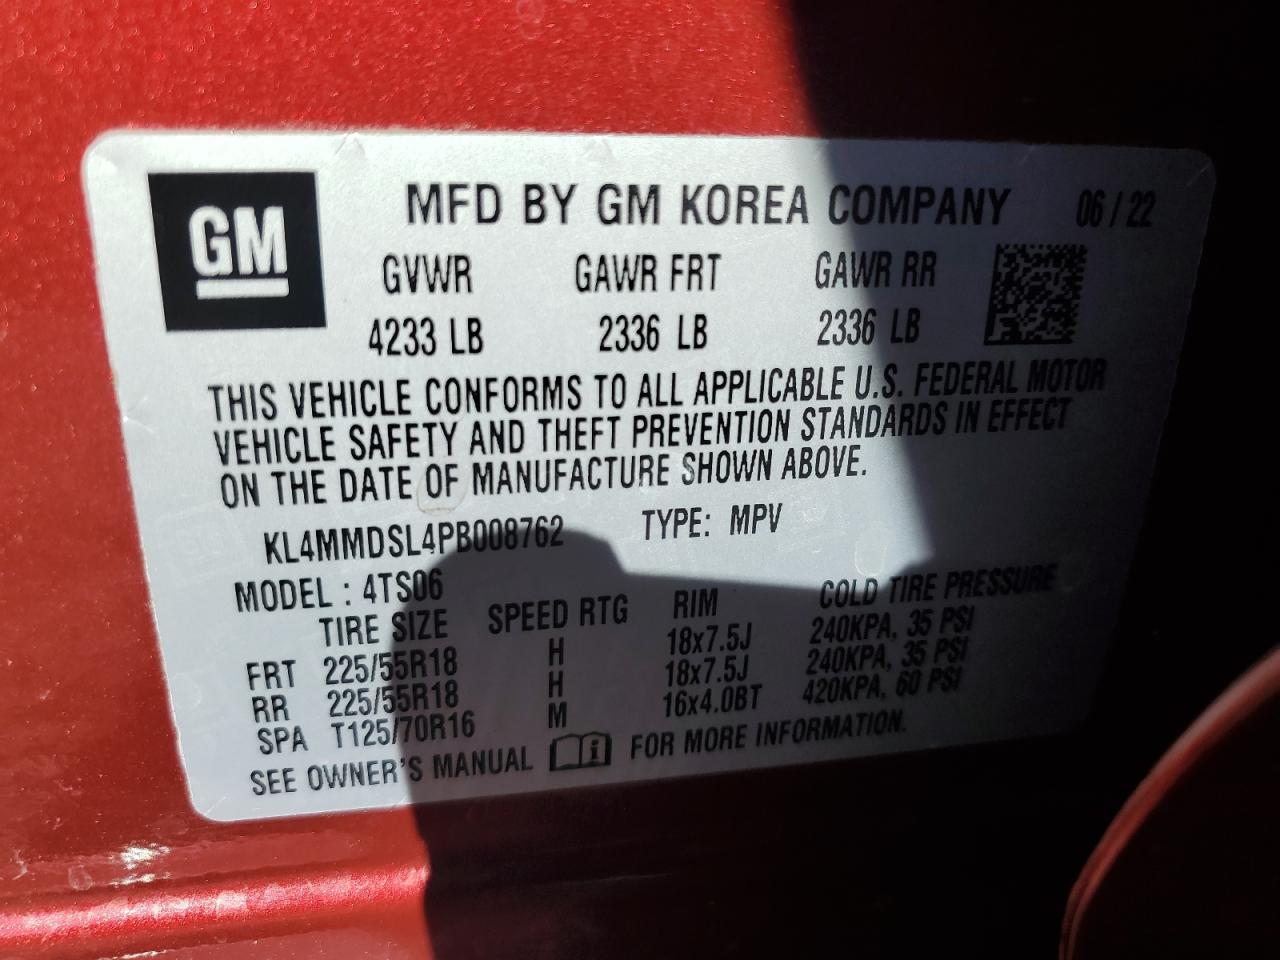 GM
MFD BY GM KOREA COMPANY 06/22
GVWR GAWR FRT GAWR RR
4233 LB 2336 LB 2336 LB
THIS VEHICLE CONFORMS TO ALL APPLICABLE U.S. FEDERAL MOTOR
VEHICLE SAFETY AND THEFT PREVENTION STANDARDS IN EFFECT
ON THE DATE OF MANUFACTURE SHOWN ABOVE.
KL4MMDSL4PB008762 TYPE: MPV
MODEL : 4TS06
TIRE SIZE SPEED RTG RIM COLD TIRE PRESSURE
FRT 225/55R18 H 18x7.5J 240KPA, 35 PSI
RR 225/55R18 H 18x7.5J 240KPA, 35 PSI
SPA T125/70R16 M 16x4.0BT 420KPA, 60 PSI
SEE OWNER'S MANUAL i FOR MORE INFORMATION.